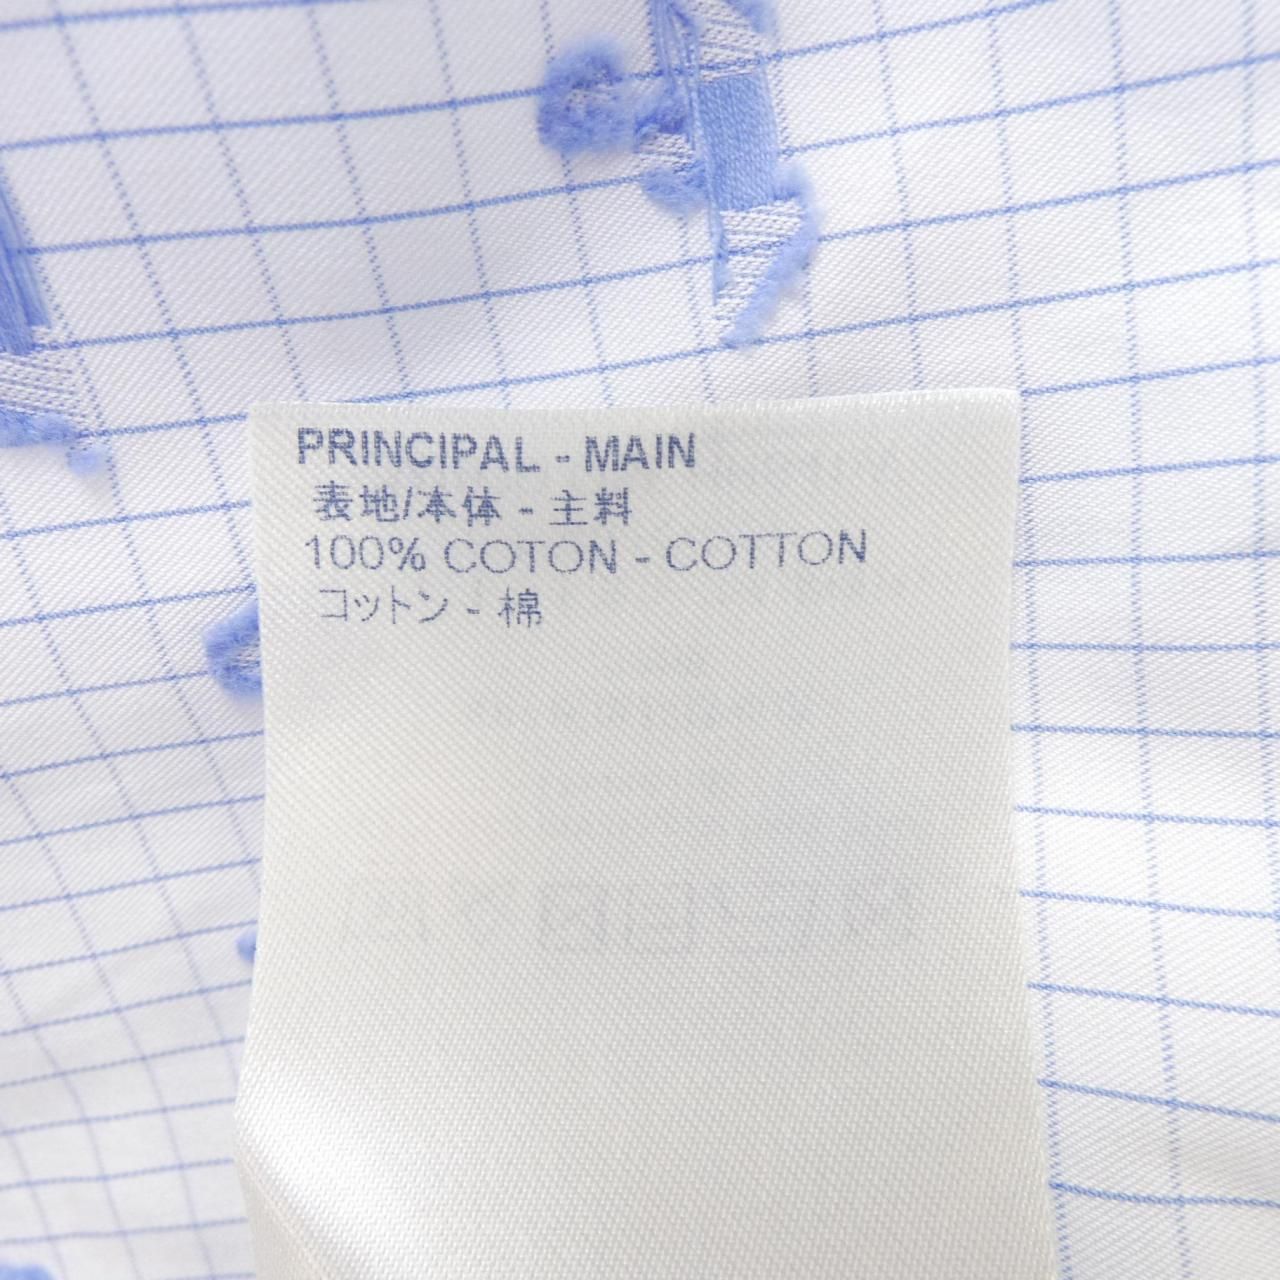 PRINCIPAL - MAIN
表地/本体 - 主料
100% COTON - COTTON
コットン - 棉